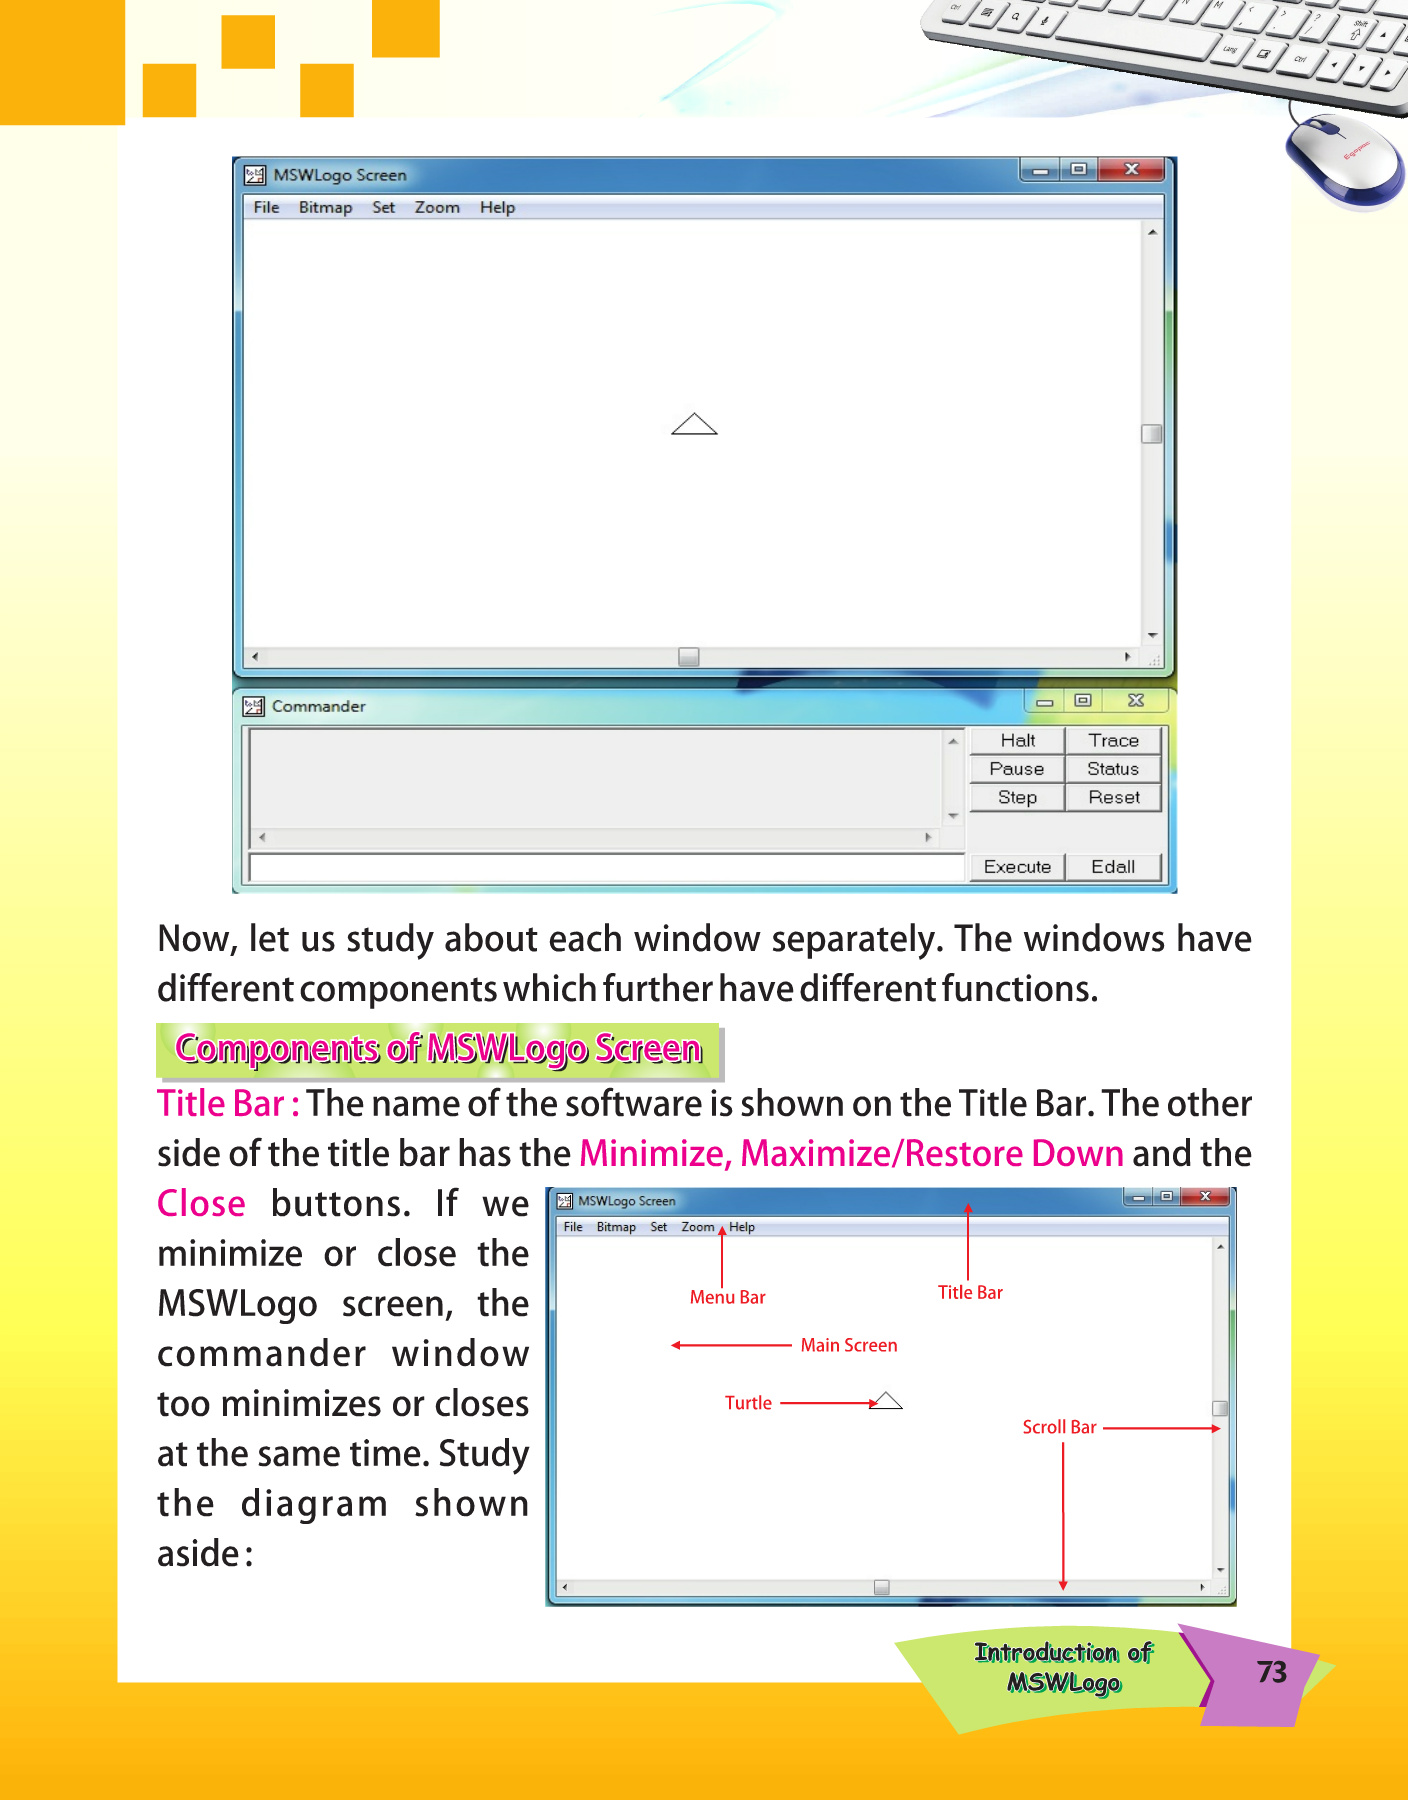 Ctrl
N
M
Shift
Lang
Ctrl
MSWLogo Screen
File Bitmap Set Zoom Help
Commander
Halt Trace
Pause Status
Step Reset
Execute Edall
Now, let us study about each window separately. The windows have
different components which further have different functions.
Components of MSWLogo Screen
Title Bar : The name of the software is shown on the Title Bar. The other
side of the title bar has the Minimize, Maximize/Restore Down and the
Close buttons. If we
minimize or close the
MSWLogo screen, the
commander window
too minimizes or closes
at the same time. Study
the diagram shown
aside :
MSWLogo Screen
File Bitmap Set Zoom Help
Menu Bar
Title Bar
Main Screen
Turtle
Scroll Bar
Introduction of
MSWLogo
73